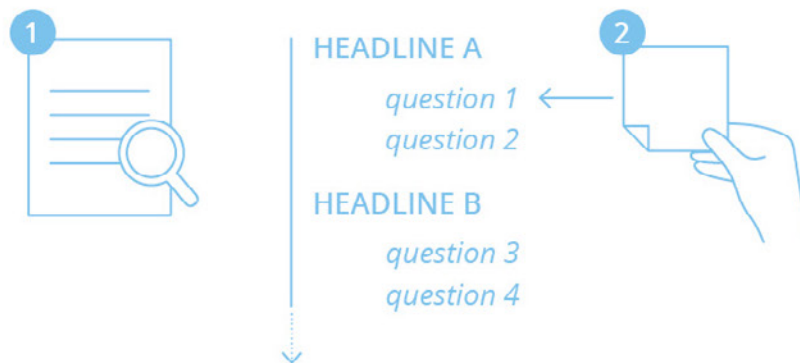 1
HEADLINE A
2
question 1
question 2
HEADLINE B
question 3
question 4